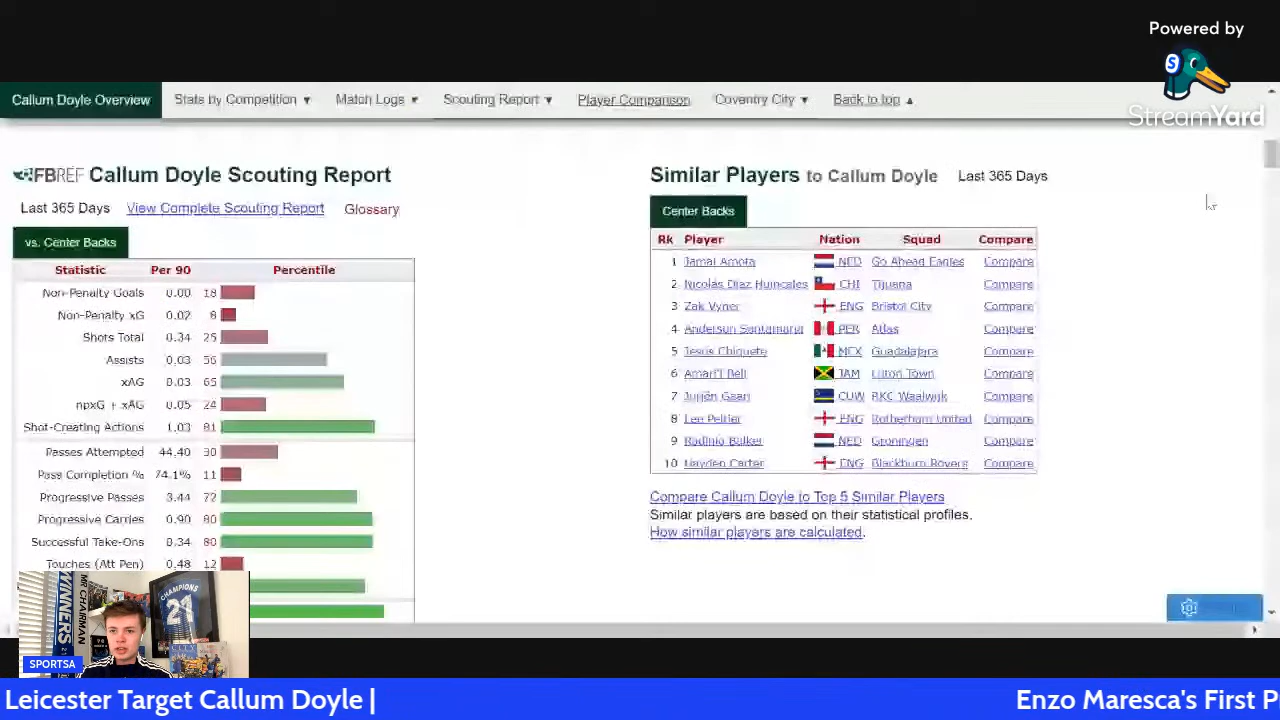 Powered by
StreamYard
Callum Doyle Overview Stats by Competition ▼ Match Logs ▼ Scouting Report ▼ Player Comparison Coventry City ▼ Back to top ▲
FBREF Callum Doyle Scouting Report
Last 365 Days View Complete Scouting Report Glossary
vs. Center Backs
Statistic Per 90 Percentile
Non-Penalty Goals 0.00 18
Non-Penalty xG 0.02 8
Shots Total 0.34 25
Assists 0.03 56
xAG 0.03 65
npxG + xAG 0.05 24
Shot-Creating Actions 1.03 81
Passes Attempted 44.40 30
Pass Completion % 74.1% 11
Progressive Passes 3.44 72
Progressive Carries 0.90 80
Successful Take-Ons 0.34 80
Touches (Att Pen) 0.48 12
Similar Players to Callum Doyle Last 365 Days
Center Backs
Rk Player Nation Squad Compare
1 Jamal Amofa NED Go Ahead Eagles Compare
2 Nicolás Díaz Huincales CHI Tijuana Compare
3 Zak Vyner ENG Bristol City Compare
4 Anderson Santamaría PER Atlas Compare
5 Jesús Chiquete MEX Guadalajara Compare
6 Amari'i Bell JAM Luton Town Compare
7 Jurijen Gaari CUW RKC Waalwijk Compare
8 Lee Peltier ENG Rotherham United Compare
9 Radinio Balker NED Groningen Compare
10 Hayden Carter ENG Blackburn Rovers Compare
Compare Callum Doyle to Top 5 Similar Players
Similar players are based on their statistical profiles.
How similar players are calculated.
WINNERS
MR CHAIRMAN
CHAMPIONS
21
CITY
SPORTSA
Leicester Target Callum Doyle | Enzo Maresca's First P